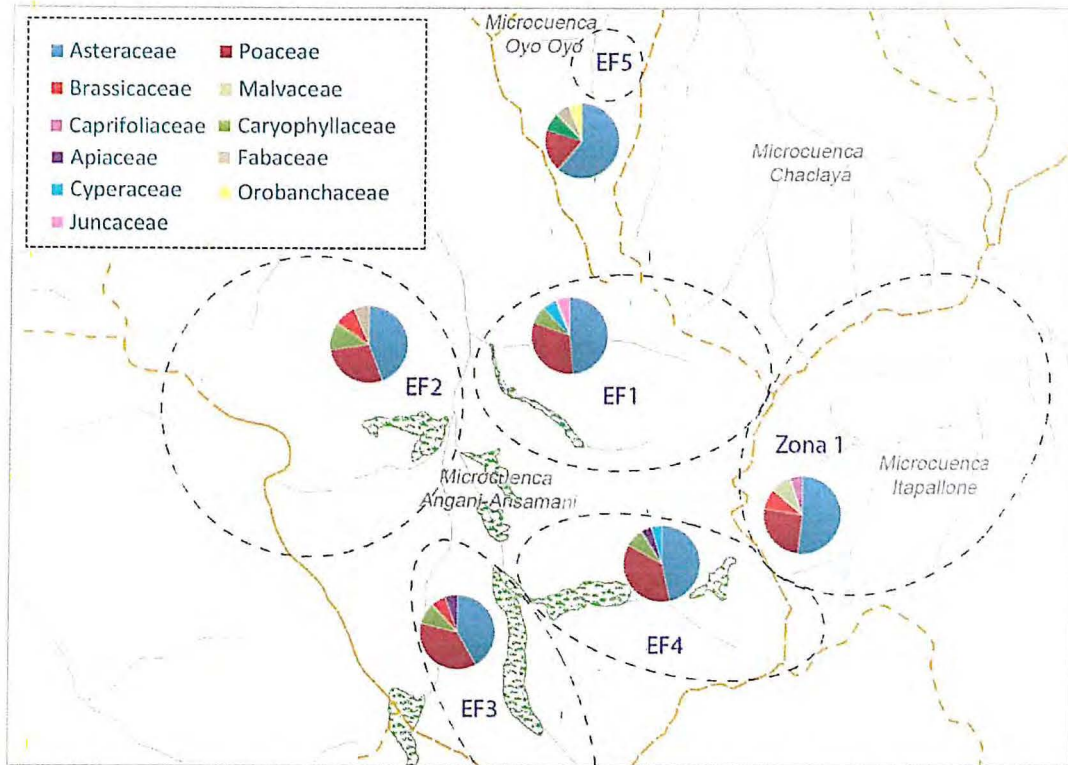 Asteraceae
Poaceae
Brassicaceae
Malvaceae
Caprifoliaceae
Caryophyllaceae
Apiaceae
Fabaceae
Cyperaceae
Orobanchaceae
Juncaceae
Microcuenca
Oyo Oyo
EF5
Microcuenca
Chaclaya
EF2
EF1
Zona 1
Microcuenca
Itapallone
Microcuenca
Angani-Ansamani
EF4
EF3